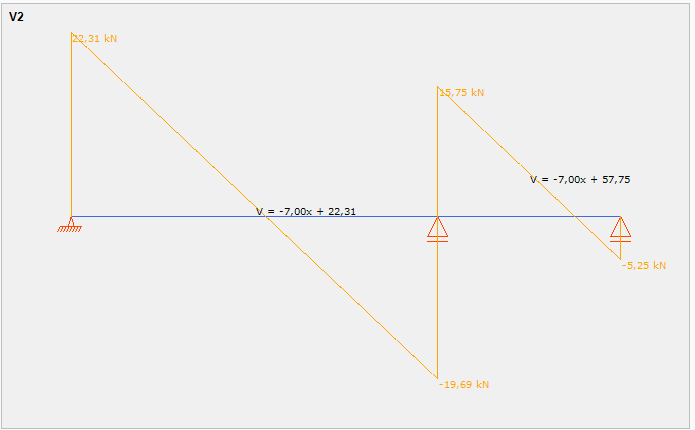 V2
22,31 kN
15,75 kN
V = -7,00x + 57,75
V = -7,00x + 22,31
-5,25 kN
-19,69 kN